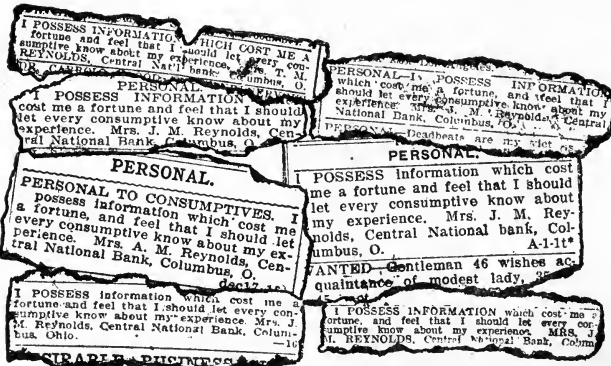 I POSSESS INFORMATION WHICH COST ME A
fortune and feel that I should let every con-
sumptive know about my experience. Mrs. T. M.
REYNOLDS, Central Nat'l bank, Columbus, O.
PERSONAL
I POSSESS INFORMATION
cost me a fortune and feel that I should
let every consumptive know about my
experience. Mrs. J. M. Reynolds, Cen-
tral National Bank, Columbus, O.
PERSONAL.
PERSONAL TO CONSUMPTIVES. I
possess information which cost me
a fortune, and feel that I should let
every consumptive know about my ex-
perience. Mrs. A. M. Reynolds, Cen-
tral National Bank, Columbus, O.
dec17
I POSSESS information which cost me a
fortune and feel that I should let every con-
sumptive know about my experience. Mrs. J.
M. Reynolds, Central National Bank, Colum-
bus, Ohio.
16
SIRABLE BUSINESS
PERSONAL—I POSSESS INFORMATION
which cost me a fortune, and feel that I
should let every consumptive know about my
experience. Mrs. J. M. Reynolds, Central
National Bank, Columbus, O.
PERSONAL Deadbeats are my
PERSONAL.
I POSSESS information which cost
me a fortune and feel that I should
let every consumptive know about
my experience. Mrs. J. M. Rey-
nolds, Central National bank, Col-
umbus, O. A-1-1t*
WANTED—Gentleman 46 wishes ac-
quaintance of modest lady, 35
I POSSESS INFORMATION which cost me a
fortune, and feel that I should let every con-
sumptive know about my experience. MRS. J.
M. REYNOLDS, Central National Bank, Colum